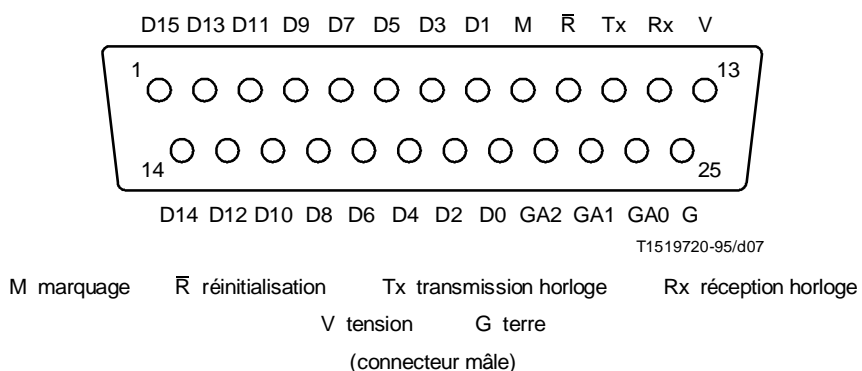 D15 D13 D11 D9 D7 D5 D3 D1 M R̅ Tx Rx V
1 13
14 25
D14 D12 D10 D8 D6 D4 D2 D0 GA2 GA1 GA0 G
T1519720-95/d07
M marquage R̅ réinitialisation Tx transmission horloge Rx réception horloge
V tension G terre
(connecteur mâle)